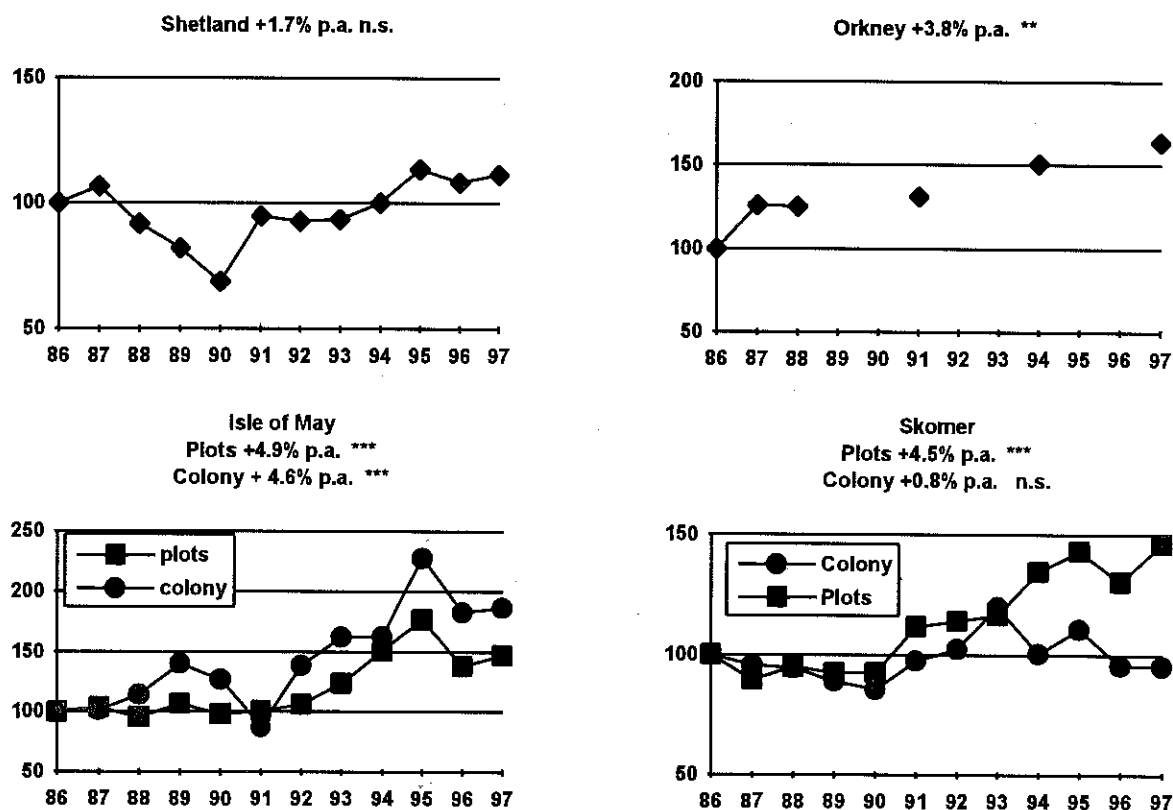 Shetland +1.7% p.a. n.s.
150
100
50
86 87 88 89 90 91 92 93 94 95 96 97
Orkney +3.8% p.a. **
200
150
100
50
86 87 88 89 90 91 92 93 94 95 96 97
Isle of May
Plots +4.9% p.a. ***
Colony + 4.6% p.a. ***
250
200
150
100
50
plots
colony
86 87 88 89 90 91 92 93 94 95 96 97
Skomer
Plots +4.5% p.a. ***
Colony +0.8% p.a. n.s.
150
100
50
Colony
Plots
86 87 88 89 90 91 92 93 94 95 96 97